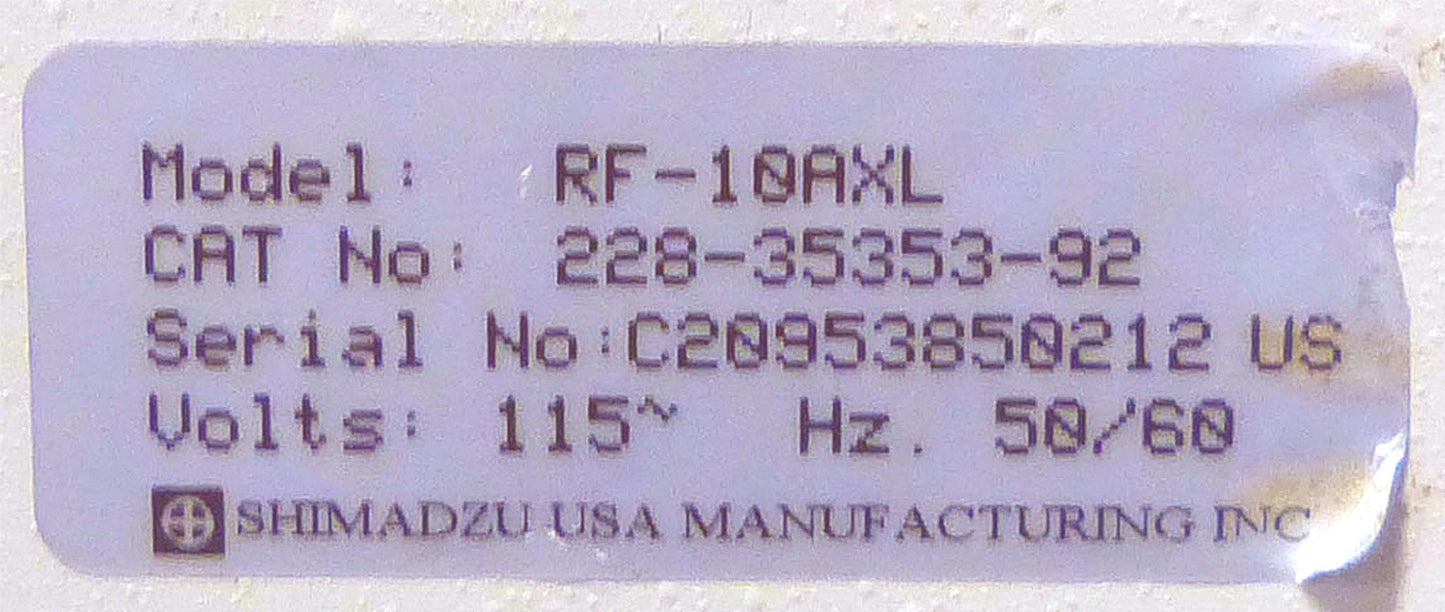 Model: RF-10AXL
CAT No: 228-35353-92
Serial No:C20953850212 US
Volts: 115~ Hz. 50/60
SHIMADZU USA MANUFACTURING INC